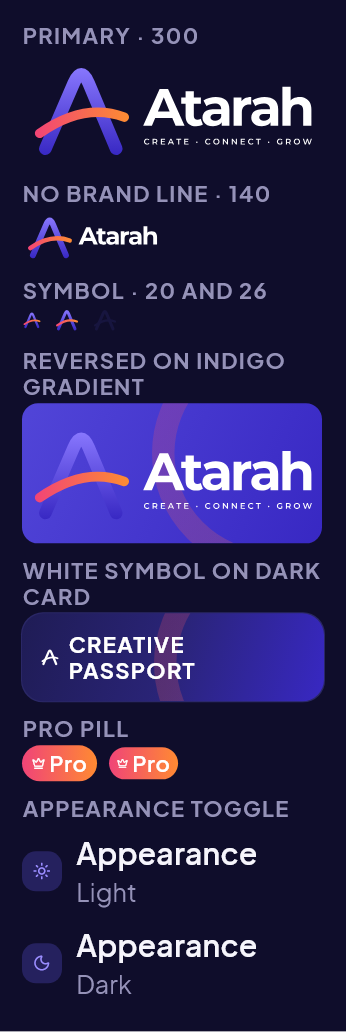 PRIMARY · 300
Atarah
CREATE · CONNECT · GROW
NO BRAND LINE · 140
Atarah
SYMBOL · 20 AND 26
REVERSED ON INDIGO
GRADIENT
Atarah
CREATE · CONNECT · GROW
WHITE SYMBOL ON DARK
CARD
CREATIVE
PASSPORT
PRO PILL
Pro Pro
APPEARANCE TOGGLE
Appearance
Light
Appearance
Dark